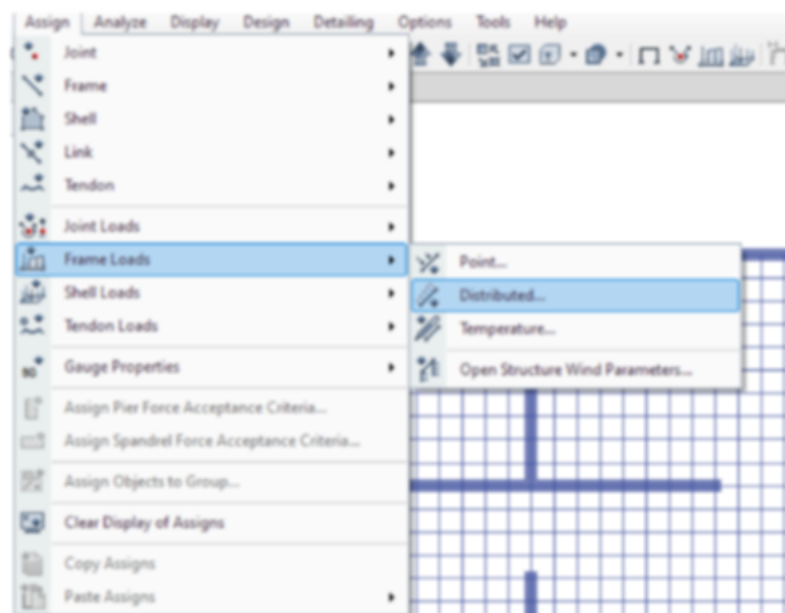 Assign Analyze Display Design Detailing Options Tools Help
Joint
Frame
Shell
Link
Tendon
Joint Loads
Frame Loads
Shell Loads
Tendon Loads
Gauge Properties
Assign Pier Force Acceptance Criteria...
Assign Spandrel Force Acceptance Criteria...
Assign Objects to Group...
Clear Display of Assigns
Copy Assigns
Paste Assigns
Point...
Distributed...
Temperature...
Open Structure Wind Parameters...